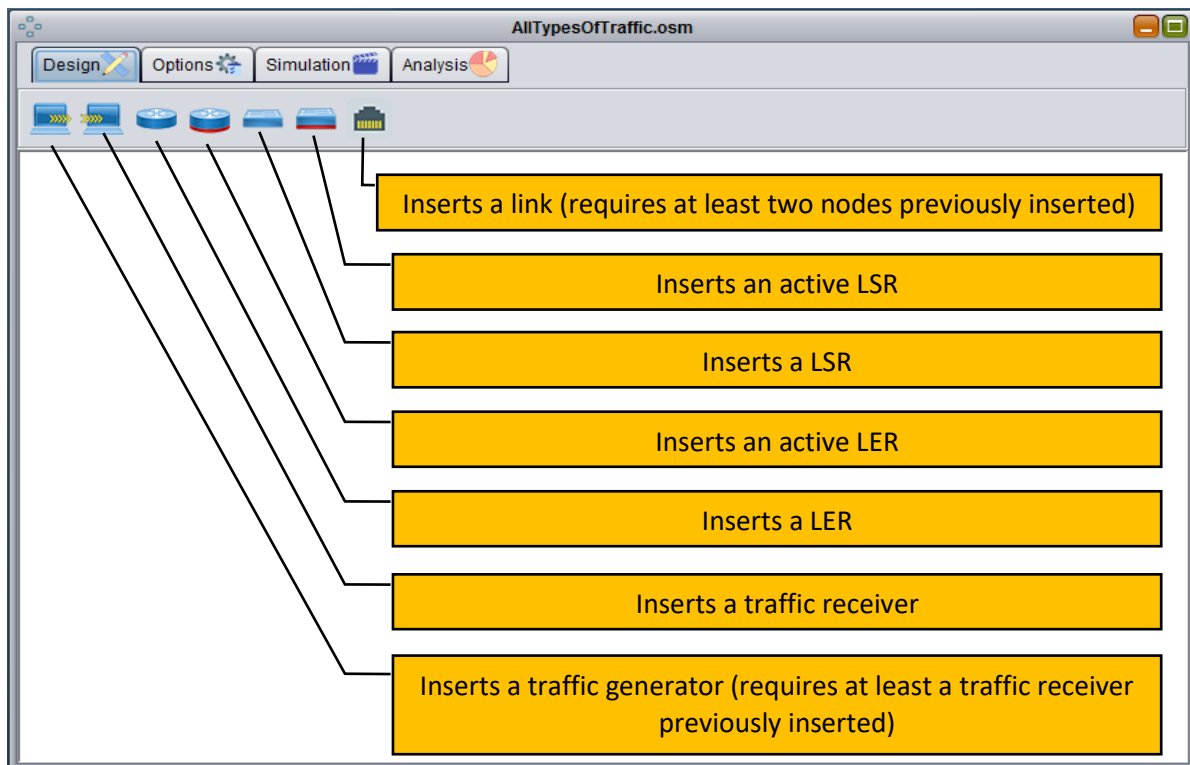 AllTypesOfTraffic.osm
Design Options Simulation Analysis
Inserts a link (requires at least two nodes previously inserted)
Inserts an active LSR
Inserts a LSR
Inserts an active LER
Inserts a LER
Inserts a traffic receiver
Inserts a traffic generator (requires at least a traffic receiver
previously inserted)